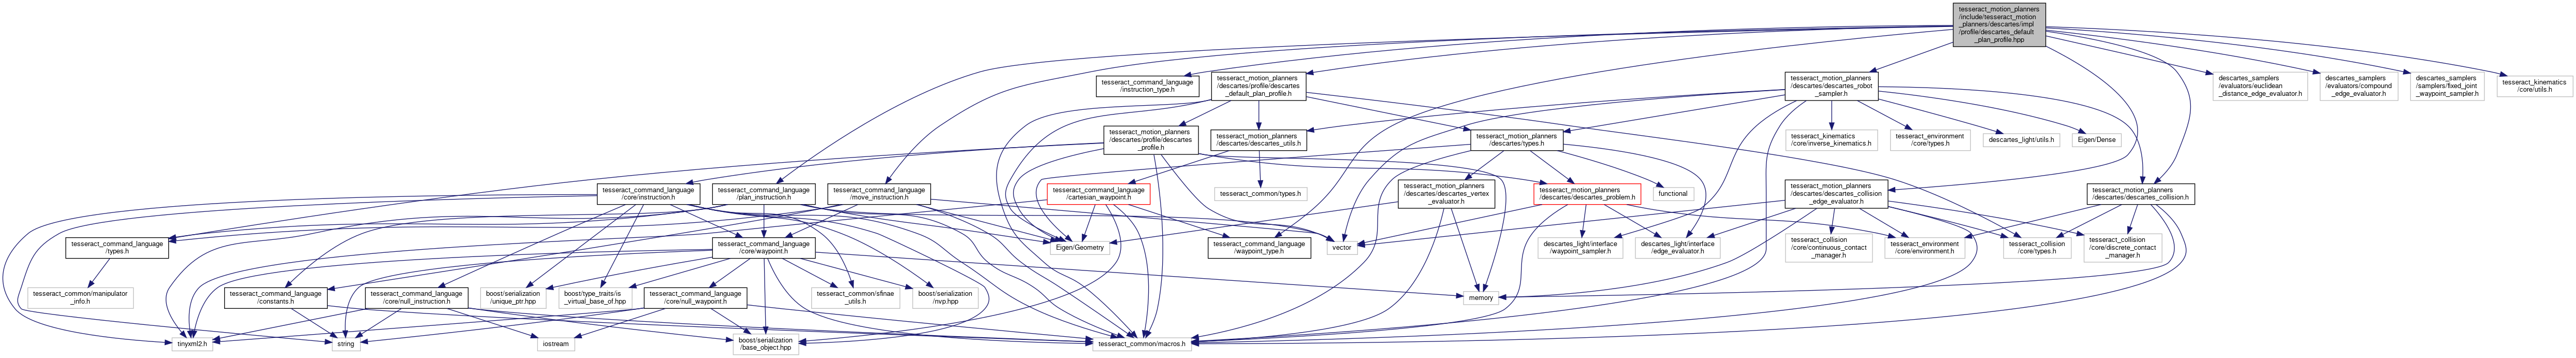 tesseract_motion_planners
/include/tesseract_motion
_planners/descartes/impl
/profile/descartes_default
_plan_profile.hpp
tesseract_command_language
/instruction_type.h
tesseract_motion_planners
/descartes/profile/descartes
_default_plan_profile.h
tesseract_motion_planners
/descartes/descartes_robot
_sampler.h
descartes_samplers
/evaluators/euclidean
_distance_edge_evaluator.h
descartes_samplers
/evaluators/compound
_edge_evaluator.h
descartes_samplers
/samplers/fixed_joint
_waypoint_sampler.h
tesseract_kinematics
/core/utils.h
tesseract_motion_planners
/descartes/profile/descartes
_profile.h
tesseract_motion_planners
/descartes/descartes_utils.h
tesseract_motion_planners
/descartes/types.h
tesseract_kinematics
/core/inverse_kinematics.h
tesseract_environment
/core/types.h
descartes_light/utils.h
Eigen/Dense
tesseract_command_language
/core/instruction.h
tesseract_command_language
/plan_instruction.h
tesseract_command_language
/move_instruction.h
tesseract_command_language
/cartesian_waypoint.h
tesseract_common/types.h
tesseract_motion_planners
/descartes/descartes_vertex
_evaluator.h
tesseract_motion_planners
/descartes/descartes_problem.h
functional
tesseract_motion_planners
/descartes/descartes_collision
_edge_evaluator.h
tesseract_motion_planners
/descartes/descartes_collision.h
tesseract_command_language
/types.h
tesseract_command_language
/core/waypoint.h
Eigen/Geometry
tesseract_command_language
/waypoint_type.h
vector
descartes_light/interface
/waypoint_sampler.h
descartes_light/interface
/edge_evaluator.h
tesseract_collision
/core/continuous_contact
_manager.h
tesseract_environment
/core/environment.h
tesseract_collision
/core/types.h
tesseract_collision
/core/discrete_contact
_manager.h
tesseract_common/manipulator
_info.h
tesseract_command_language
/constants.h
tesseract_command_language
/core/null_instruction.h
boost/serialization
/unique_ptr.hpp
boost/type_traits/is
_virtual_base_of.hpp
tesseract_command_language
/core/null_waypoint.h
tesseract_common/sfinae
_utils.h
boost/serialization
/nvp.hpp
memory
tinyxml2.h
string
iostream
boost/serialization
/base_object.hpp
tesseract_common/macros.h